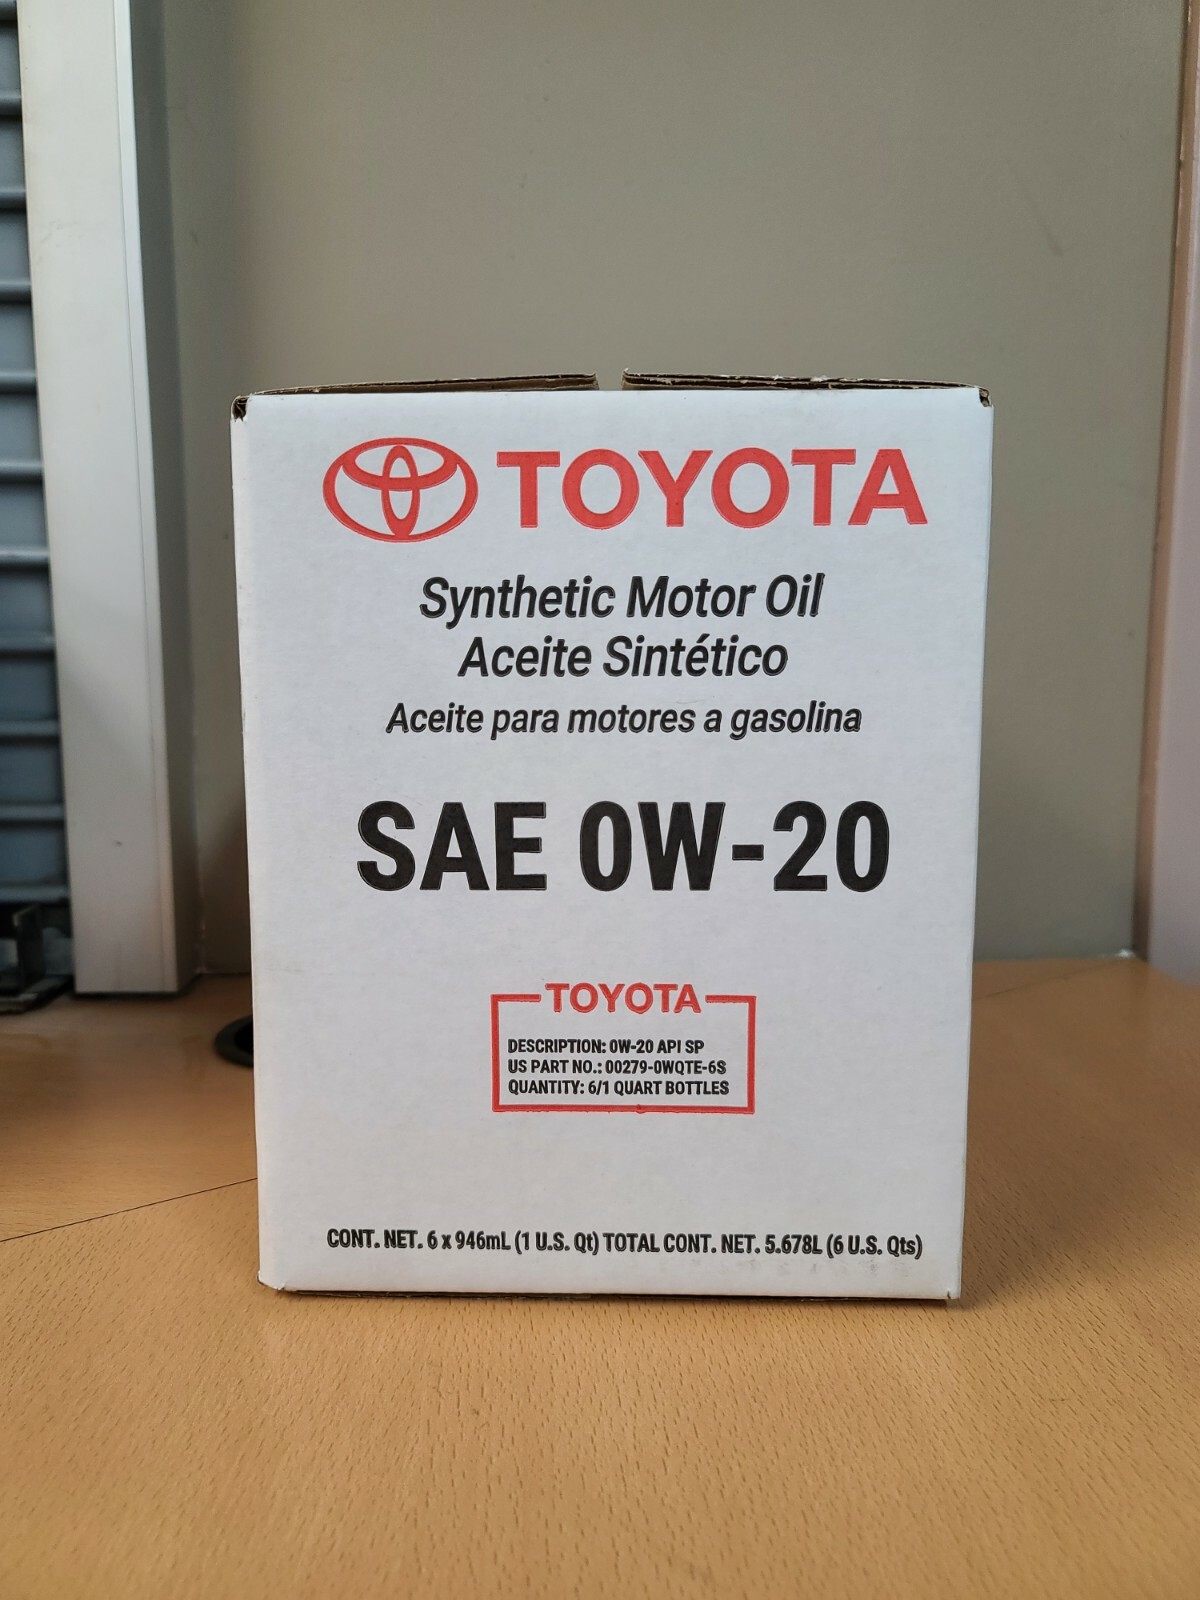 TOYOTA
Synthetic Motor Oil
Aceite Sintético
Aceite para motores a gasolina
SAE 0W-20
TOYOTA
DESCRIPTION: 0W-20 API SP
US PART NO.: 00279-0WQTE-6S
QUANTITY: 6/1 QUART BOTTLES
CONT. NET. 6 x 946mL (1 U.S. Qt) TOTAL CONT. NET. 5.678L (6 U.S. Qts)